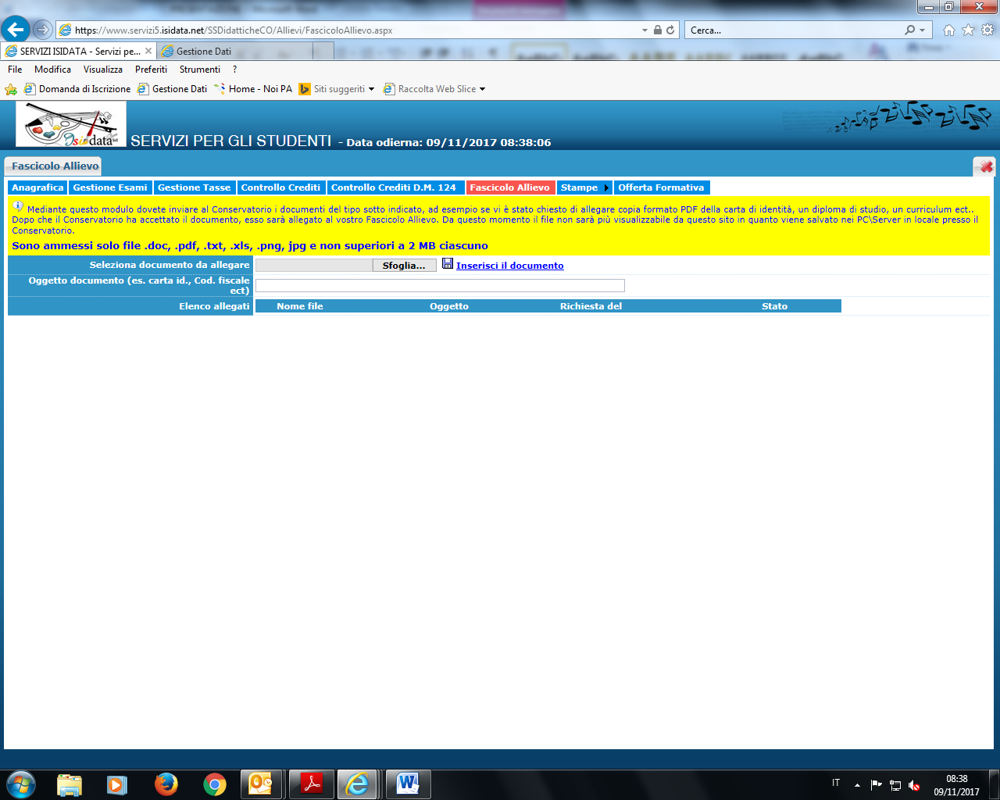 https://www.servizi5.isidata.net/SSDidatticheCO/Allievi/FascicoloAllievo.aspx
Cerca...
SERVIZI ISIDATA - Servizi pe...
Gestione Dati
File Modifica Visualizza Preferiti Strumenti ?
Domanda di Iscrizione Gestione Dati Home - Noi PA Siti suggeriti Raccolta Web Slice
Isidata Srl
SERVIZI PER GLI STUDENTI - Data odierna: 09/11/2017 08:38:06
Fascicolo Allievo
Anagrafica Gestione Esami Gestione Tasse Controllo Crediti Controllo Crediti D.M. 124 Fascicolo Allievo Stampe Offerta Formativa
Mediante questo modulo dovete inviare al Conservatorio i documenti del tipo sotto indicato, ad esempio se vi è stato chiesto di allegare copia formato PDF della carta di identità, un diploma di studio, un curriculum ect..
Dopo che il Conservatorio ha accettato il documento, esso sarà allegato al vostro Fascicolo Allievo. Da questo momento il file non sarà più visualizzabile da questo sito in quanto viene salvato nei PC\Server in locale presso il
Conservatorio.
Sono ammessi solo file .doc, .pdf, .txt, .xls, .png, jpg e non superiori a 2 MB ciascuno
Seleziona documento da allegare Sfoglia... Inserisci il documento
Oggetto documento (es. carta id., Cod. fiscale
ect)
Elenco allegati Nome file Oggetto Richiesta del Stato
IT
08:38
09/11/2017